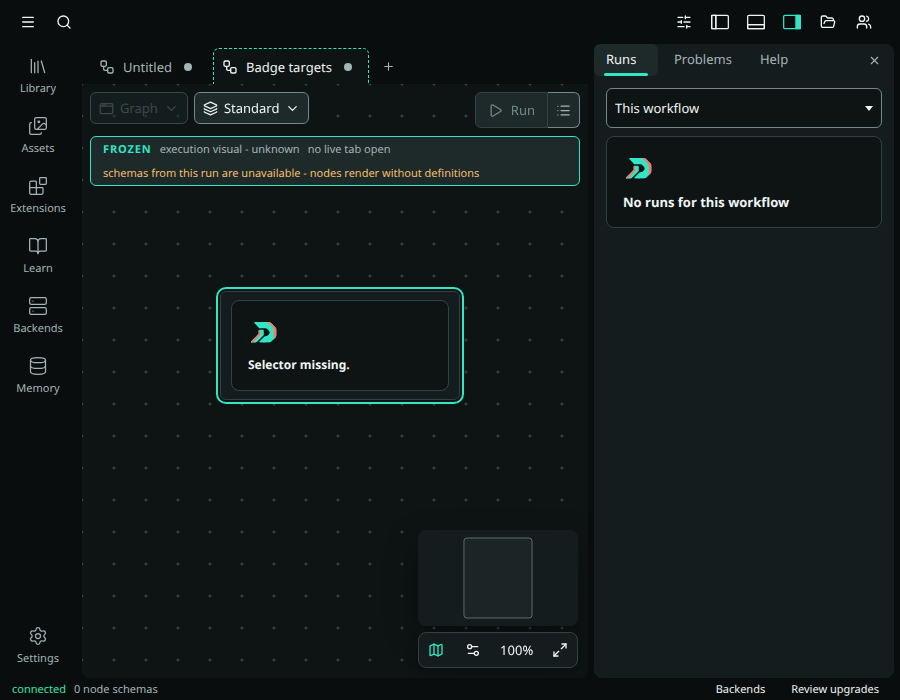 Untitled
Badge targets
Runs
Problems
Help
Library
Assets
Extensions
Learn
Backends
Memory
Settings
Graph
Standard
Run
FROZEN execution visual - unknown no live tab open
schemas from this run are unavailable - nodes render without definitions
Selector missing.
100%
This workflow
No runs for this workflow
connected 0 node schemas
Backends
Review upgrades